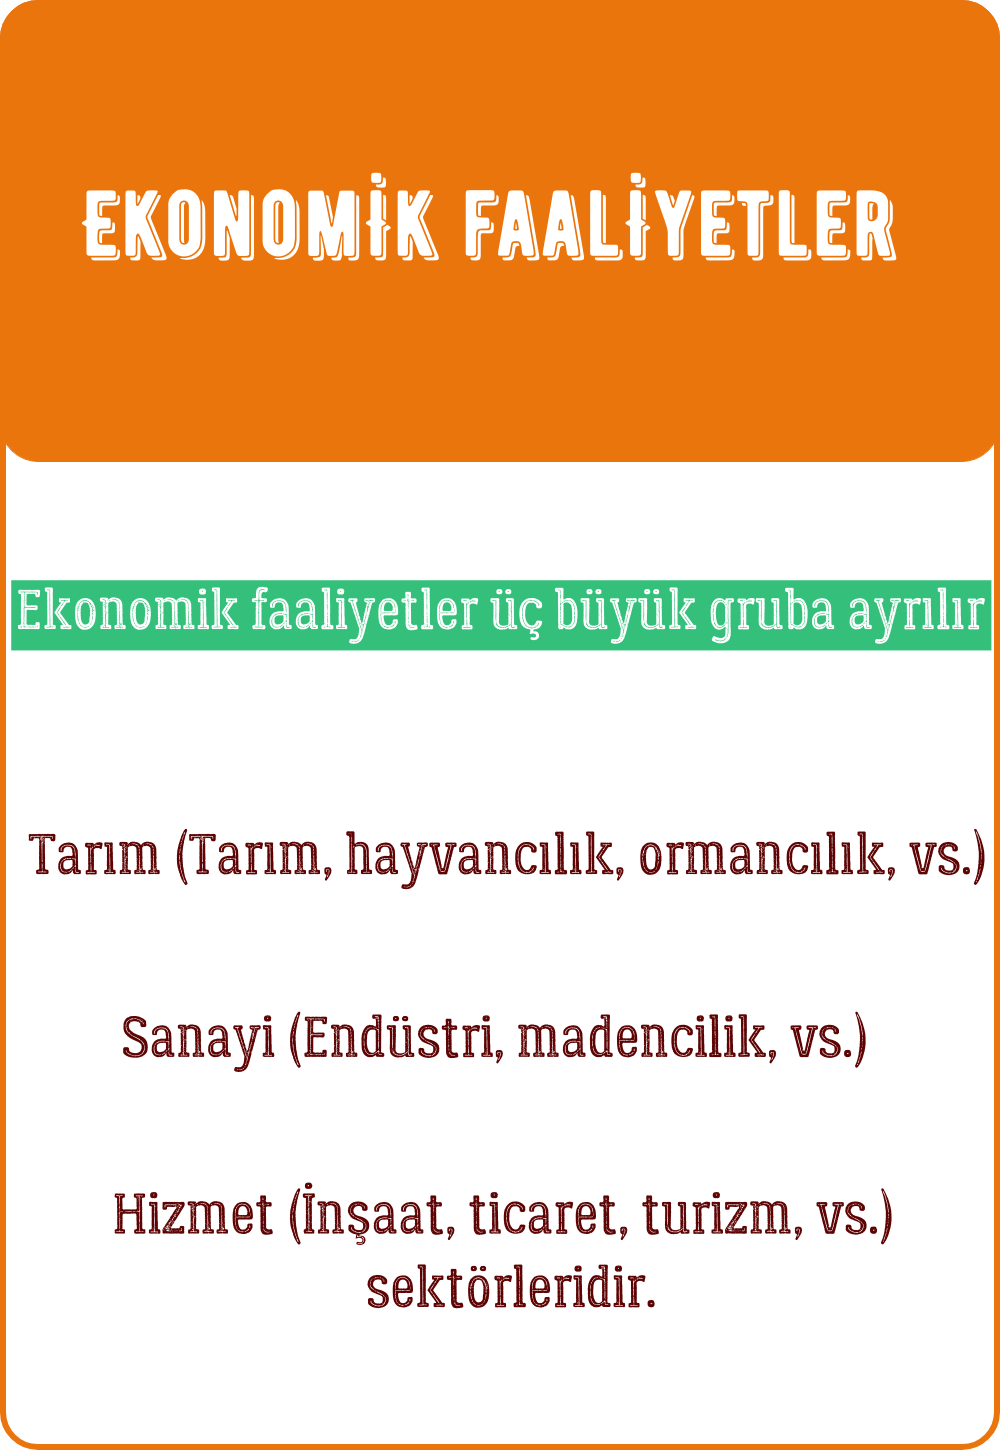 EKONOMİK FAALİYETLER
Ekonomik faaliyetler üç büyük gruba ayrılır
Tarım (Tarım, hayvancılık, ormancılık, vs.)
Sanayi (Endüstri, madencilik, vs.)
Hizmet (İnşaat, ticaret, turizm, vs.)
sektörleridir.